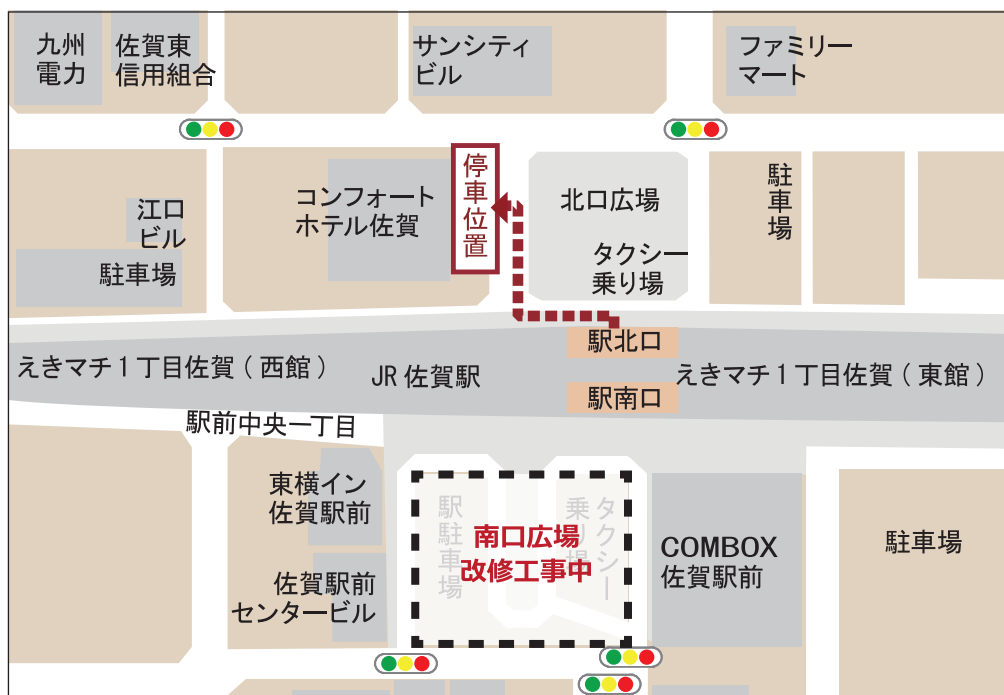 九州
電力
佐賀東
信用組合
サンシティ
ビル
ファミリー
マート
江口
ビル
駐車場
コンフォート
ホテル佐賀
停車位置
北口広場
タクシー
乗り場
駐車場
駅北口
えきマチ1丁目佐賀(西館)
JR佐賀駅
えきマチ1丁目佐賀(東館)
駅南口
駅前中央一丁目
東横イン
佐賀駅前
佐賀駅前
センタービル
駅駐車場
タクシー
乗り場
南口広場
改修工事中
COMBOX
佐賀駅前
駐車場